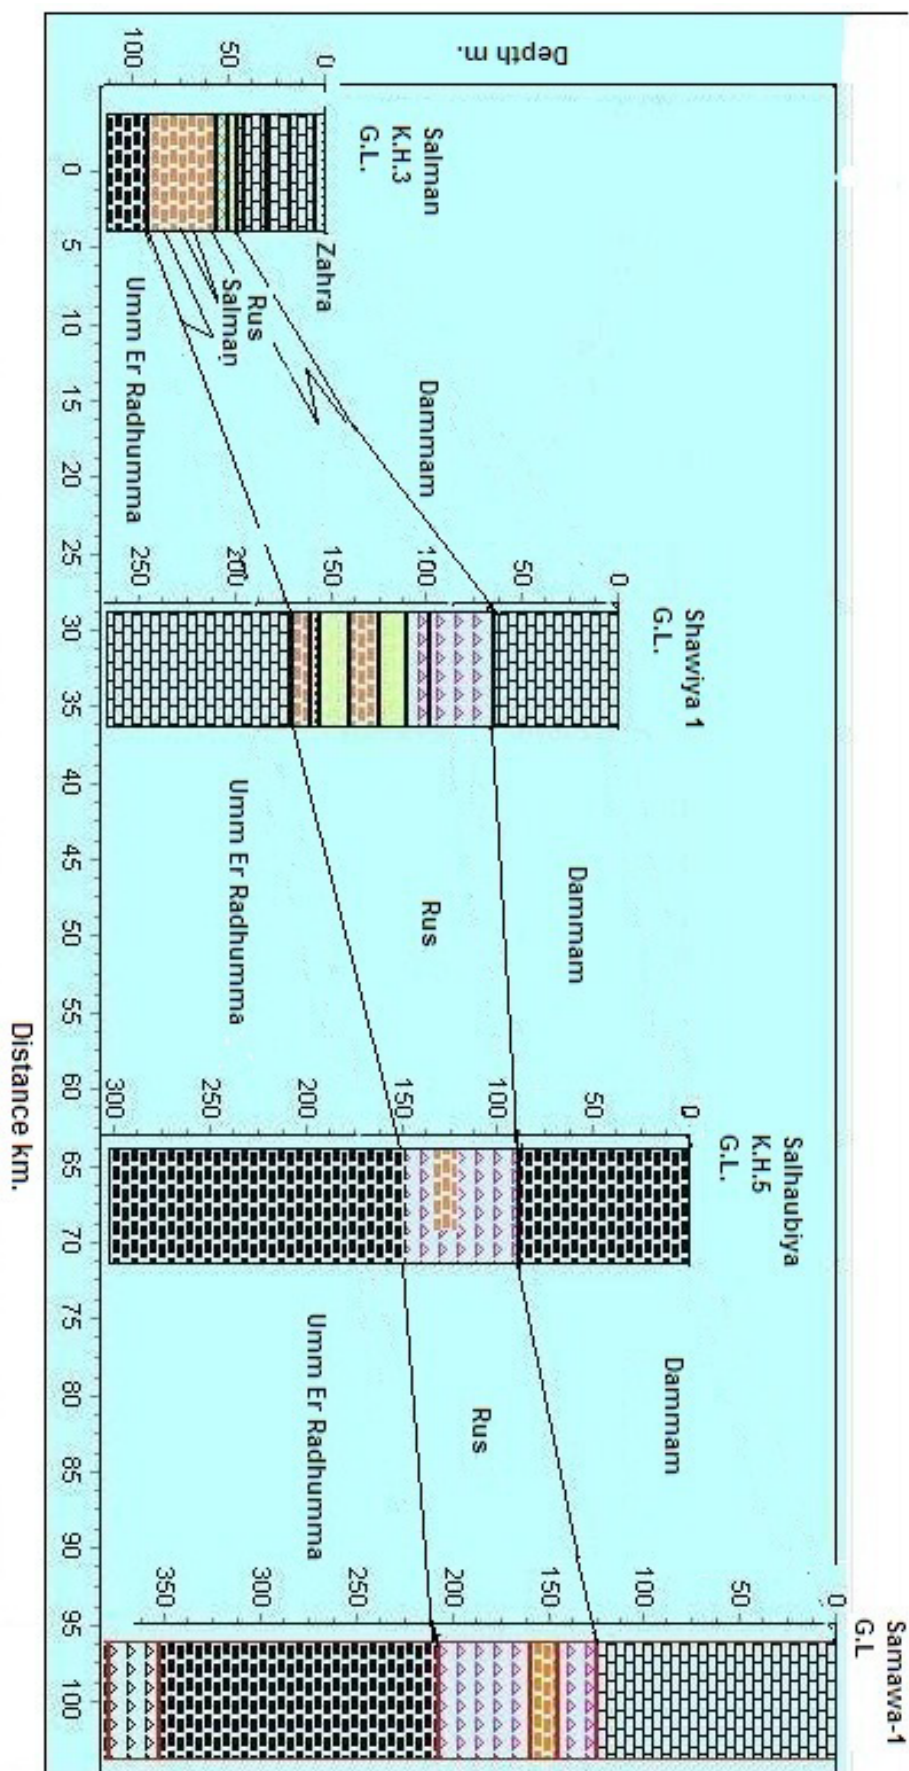 Depth m.
0
50
100
Salman
K.H.3
G.L.
Zahra
Rus
Salman
Umm Er Radhumma
Dammam
Shawiya 1
G.L.
0
50
100
150
200
250
Dammam
Rus
Umm Er Radhumma
Salhaubiya
K.H.5
G.L.
0
50
100
150
200
250
300
Dammam
Rus
Umm Er Radhumma
Samawa-1
G.L
0
50
100
150
200
250
300
350
0
5
10
15
20
25
30
35
40
45
50
55
60
65
70
75
80
85
90
95
100
Distance km.